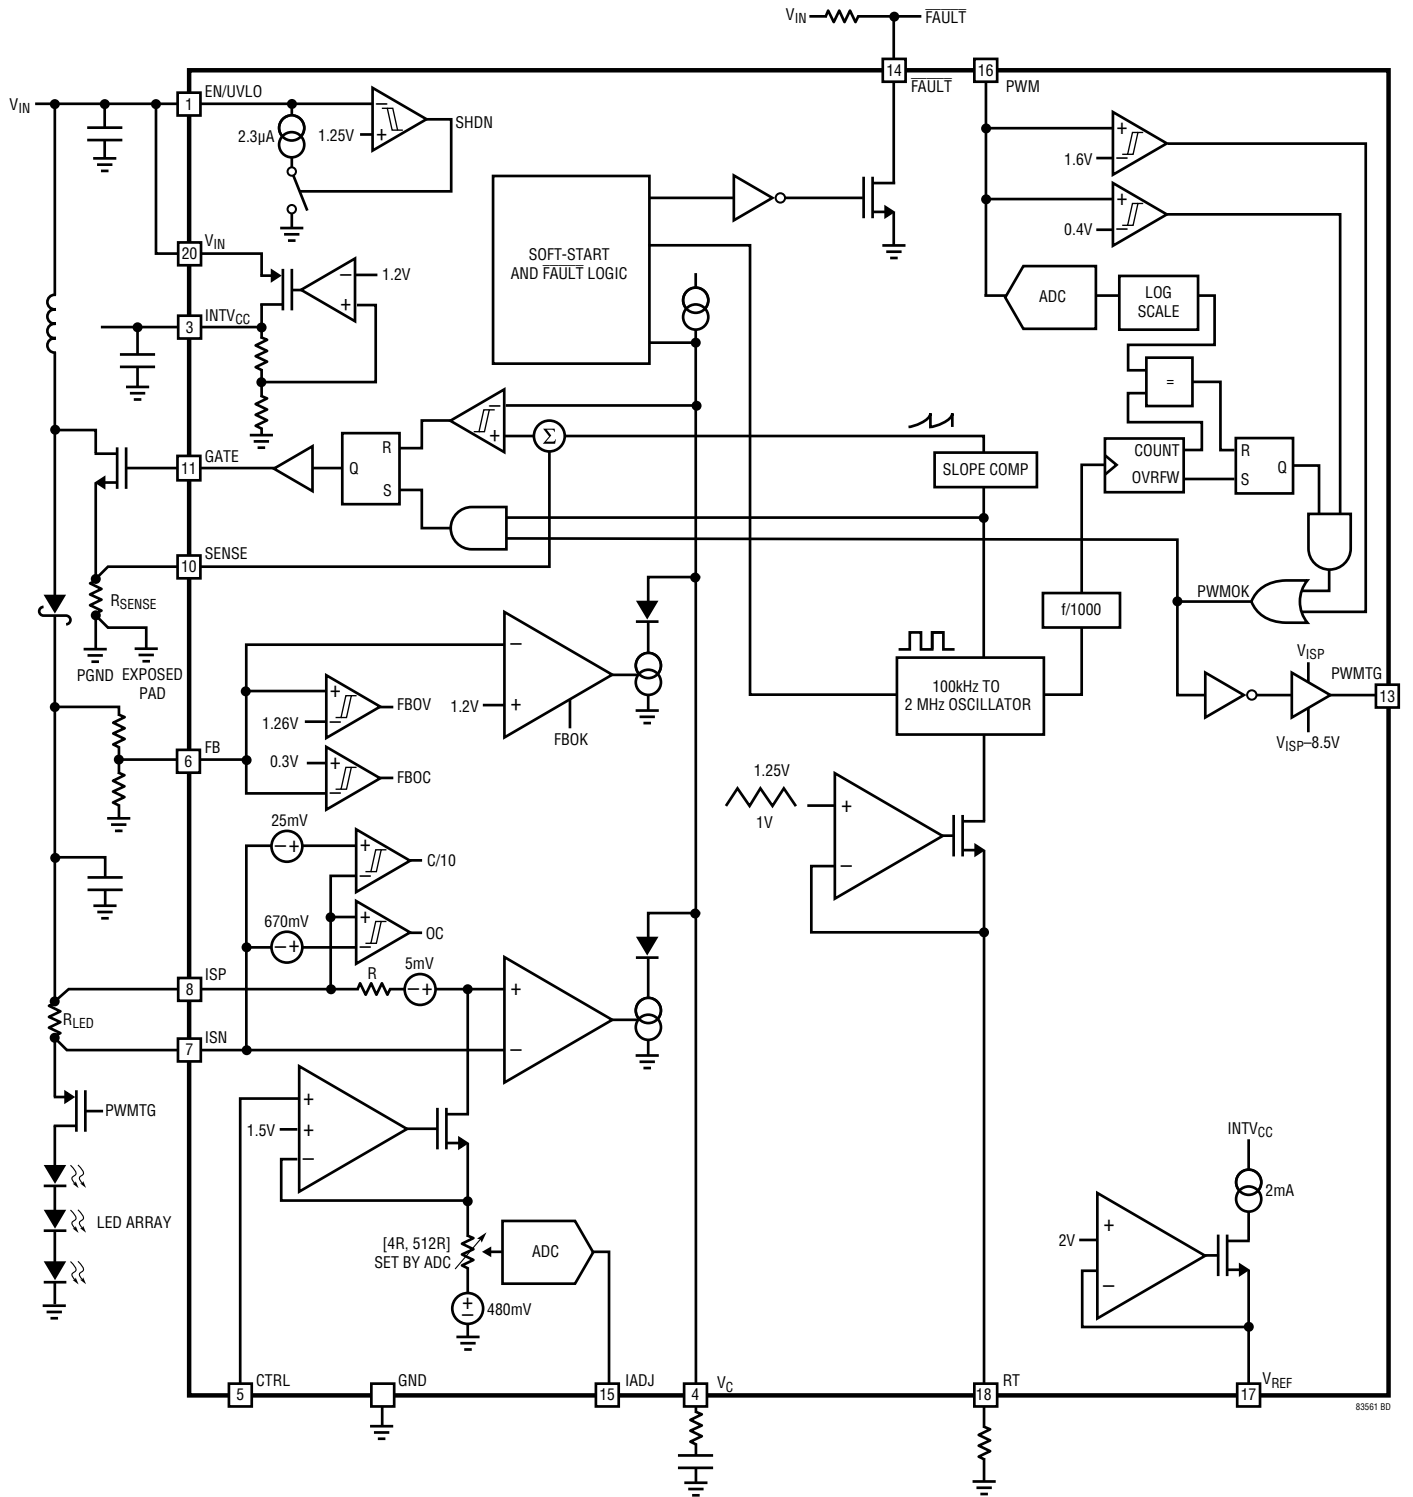 VIN
FAULT
14
FAULT
16
PWM
VIN
1
EN/UVLO
2.3µA
1.25V
−
+
SHDN
+
1.6V
−
+
0.4V
−
SOFT-START
AND FAULT LOGIC
20
VIN
−
1.2V
+
3
INTVCC
ADC
LOG
SCALE
=
−
+
Σ
R
Q
S
11
GATE
SLOPE COMP
COUNT
OVRFW
R
Q
S
10
SENSE
RSENSE
PGND
EXPOSED
PAD
f/1000
PWMOK
−
+
1.2V
FBOK
+
1.26V
−
FBOV
6
FB
0.3V
+
−
FBOC
100kHz TO
2 MHz OSCILLATOR
VISP
PWMTG
13
VISP–8.5V
1.25V
1V
+
−
25mV
−+
+
−
C/10
670mV
−+
+
−
OC
8
ISP
R
5mV
−+
+
−
RLED
7
ISN
PWMTG
+
1.5V
+
−
LED ARRAY
[4R, 512R]
SET BY ADC
ADC
+
−
480mV
INTVCC
2mA
2V
+
−
5
CTRL
GND
15
IADJ
4
VC
18
RT
17
VREF
83561 BD